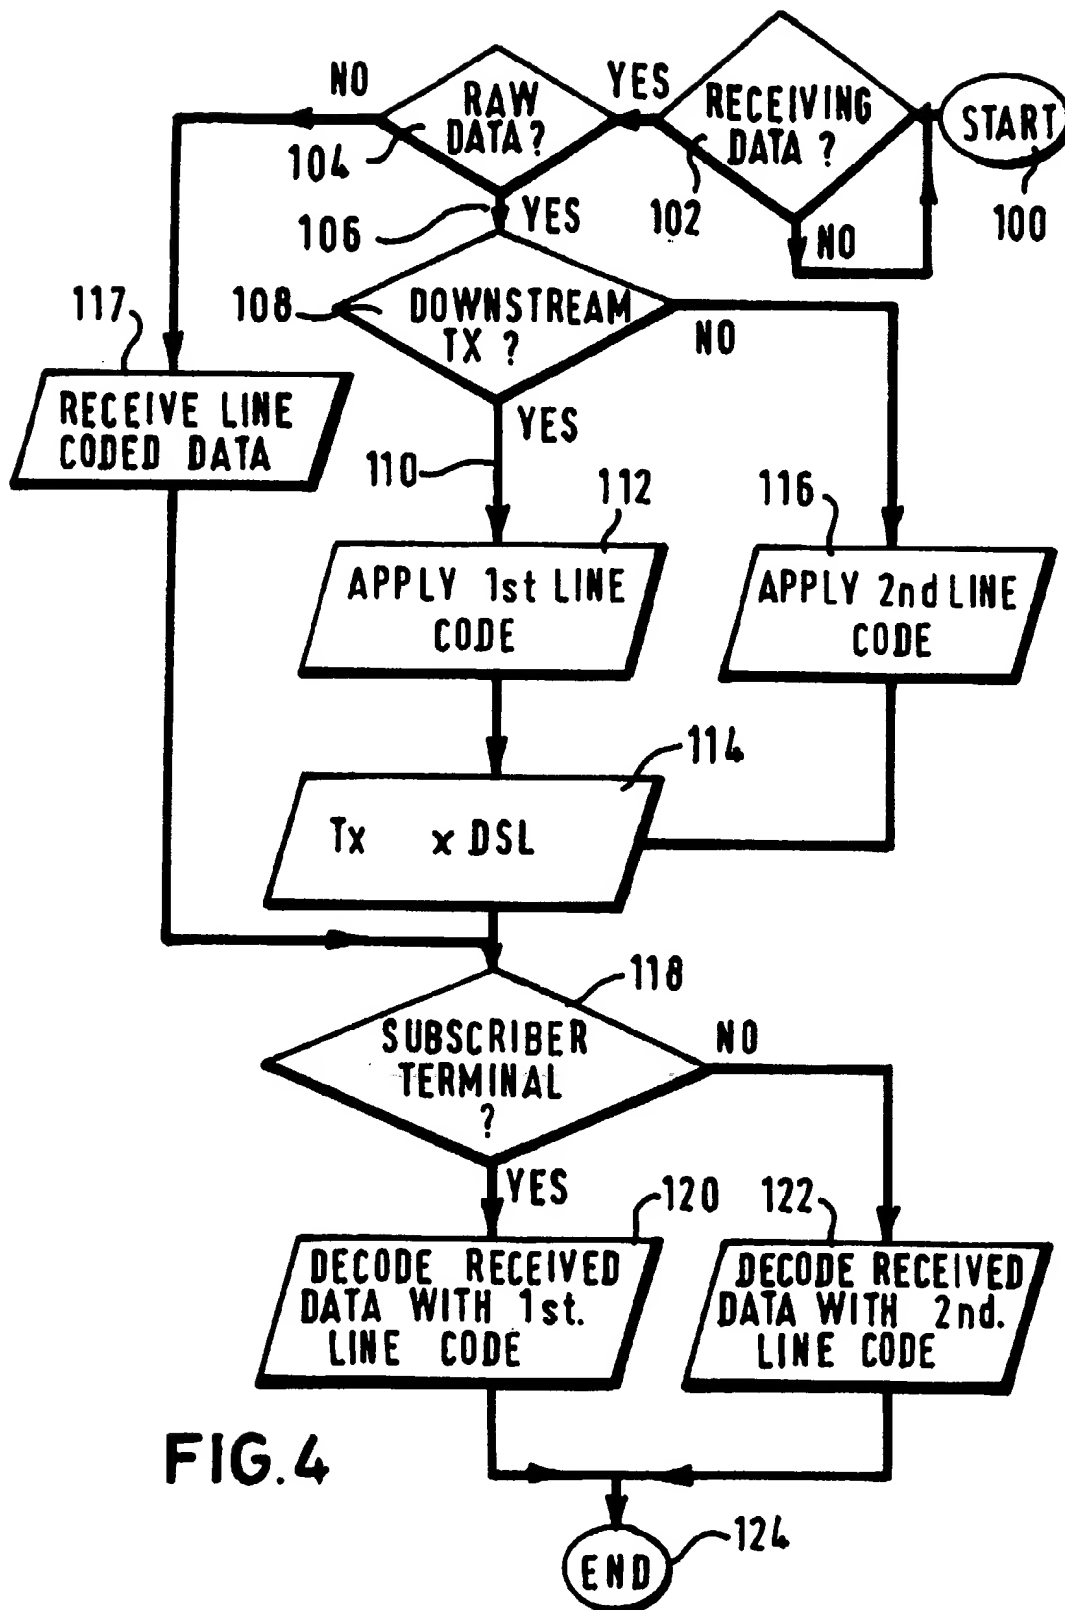 START
100
RECEIVING
DATA ?
102
YES
NO
RAW
DATA?
104
NO
106
YES
DOWNSTREAM
TX ?
108
NO
YES
110
117
RECEIVE LINE
CODED DATA
112
APPLY 1st LINE
CODE
116
APPLY 2nd LINE
CODE
114
Tx x DSL
118
SUBSCRIBER
TERMINAL
?
NO
YES
120
DECODE RECEIVED
DATA WITH 1st.
LINE CODE
122
DECODE RECEIVED
DATA WITH 2nd.
LINE CODE
FIG.4
END
124